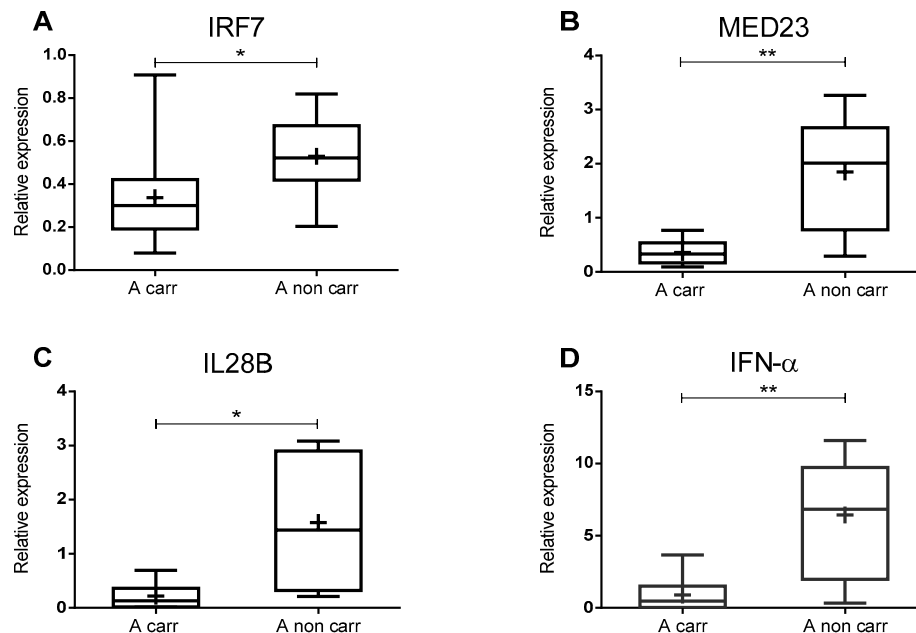 A
IRF7
*
Relative expression
1.0
0.8
0.6
0.4
0.2
0.0
A carr
A non carr
B
MED23
**
Relative expression
4
3
2
1
0
A carr
A non carr
C
IL28B
*
Relative expression
4
3
2
1
0
A carr
A non carr
D
IFN-α
**
Relative expression
15
10
5
0
A carr
A non carr